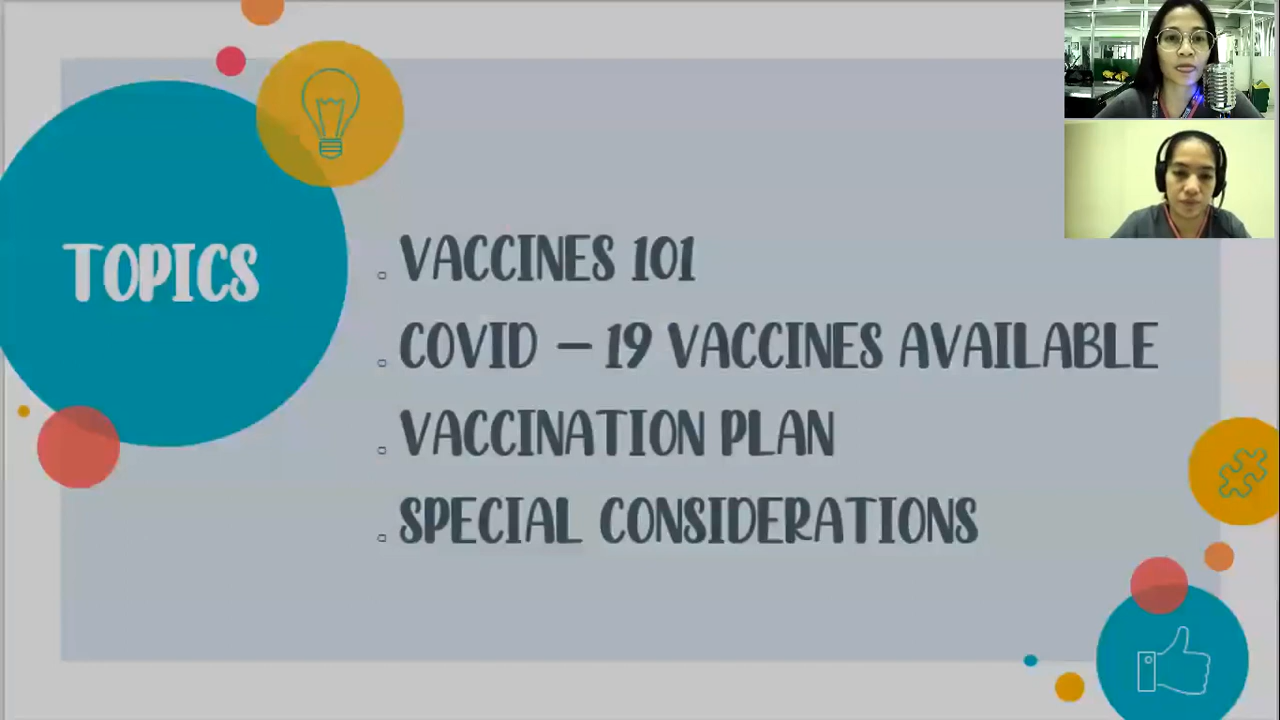 TOPICS
VACCINES 101
COVID – 19 VACCINES AVAILABLE
VACCINATION PLAN
SPECIAL CONSIDERATIONS